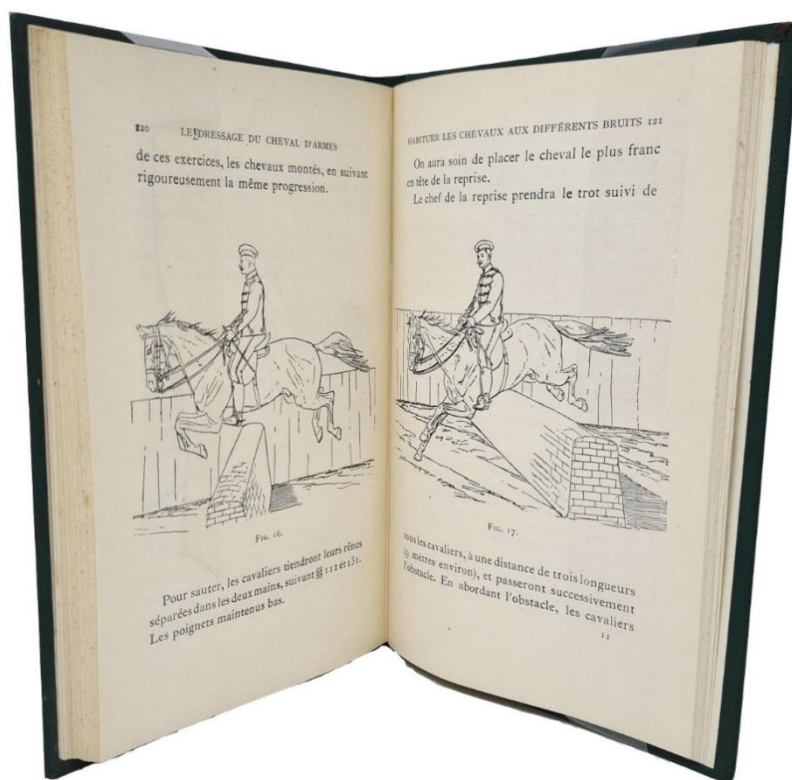 120 LE DRESSAGE DU CHEVAL D'ARMES
de ces exercices, les chevaux montés, en suivant
rigoureusement la même progression.
FIG. 16.
Pour sauter, les cavaliers tiendront leurs rênes
séparées dans les deux mains, suivant §§ 112 et 131.
Les poignets maintenus bas.
HABITUER LES CHEVAUX AUX DIFFÉRENTS BRUITS 121
On aura soin de placer le cheval le plus franc
en tête de la reprise.
Le chef de la reprise prendra le trot suivi de
FIG. 17.
tous les cavaliers, à une distance de trois longueurs
(9 mètres environ), et passeront successivement
l'obstacle. En abordant l'obstacle, les cavaliers
11